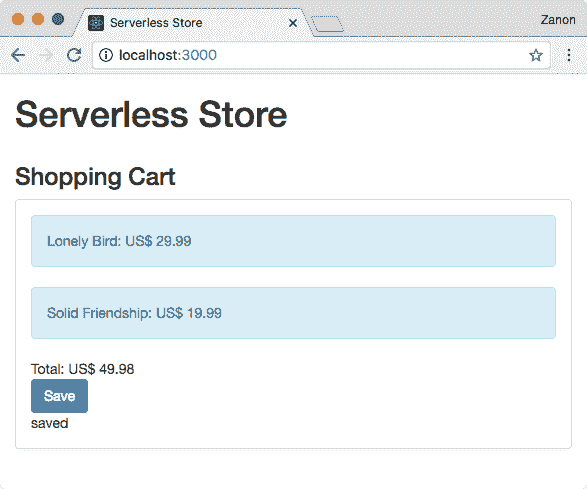 Serverless Store
Zanon
localhost:3000
Serverless Store
Shopping Cart
Lonely Bird: US$ 29.99
Solid Friendship: US$ 19.99
Total: US$ 49.98
Save
saved